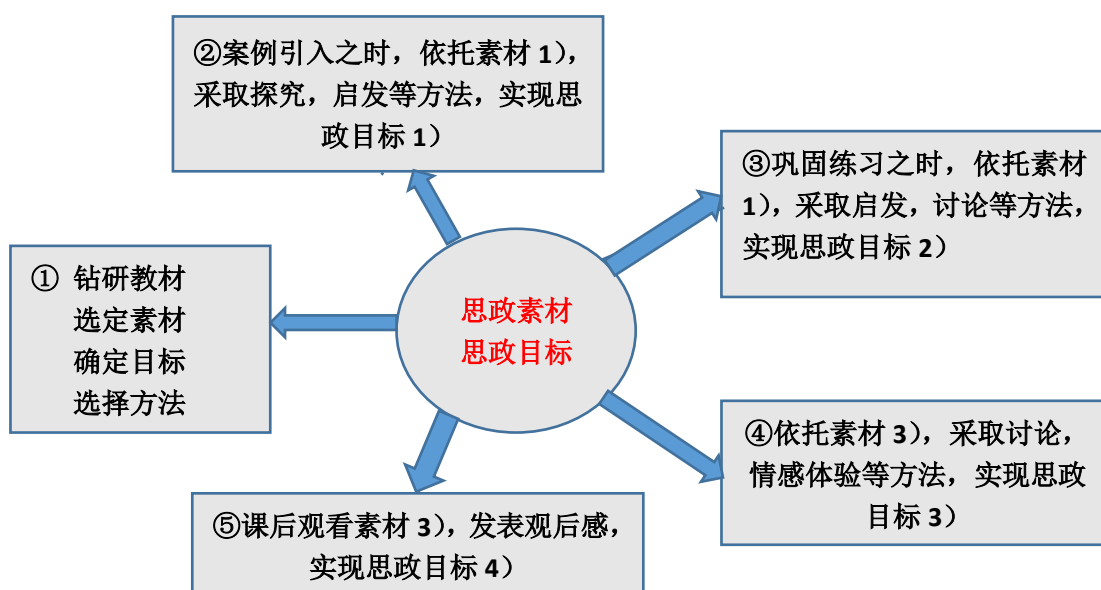 ②案例引入之时，依托素材 1），
采取探究，启发等方法，实现思
政目标 1）
③巩固练习之时，依托素材
1），采取启发，讨论等方法，
实现思政目标 2）
① 钻研教材
选定素材
确定目标
选择方法
思政素材
思政目标
④依托素材 3），采取讨论，
情感体验等方法，实现思政
目标 3）
⑤课后观看素材 3），发表观后感，
实现思政目标 4）